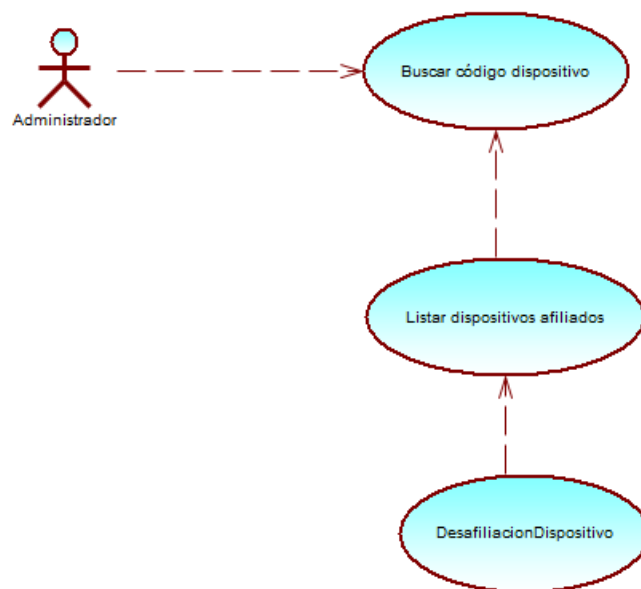 Buscar código dispositivo
Administrador
Listar dispositivos afiliados
DesafiliacionDispositivo